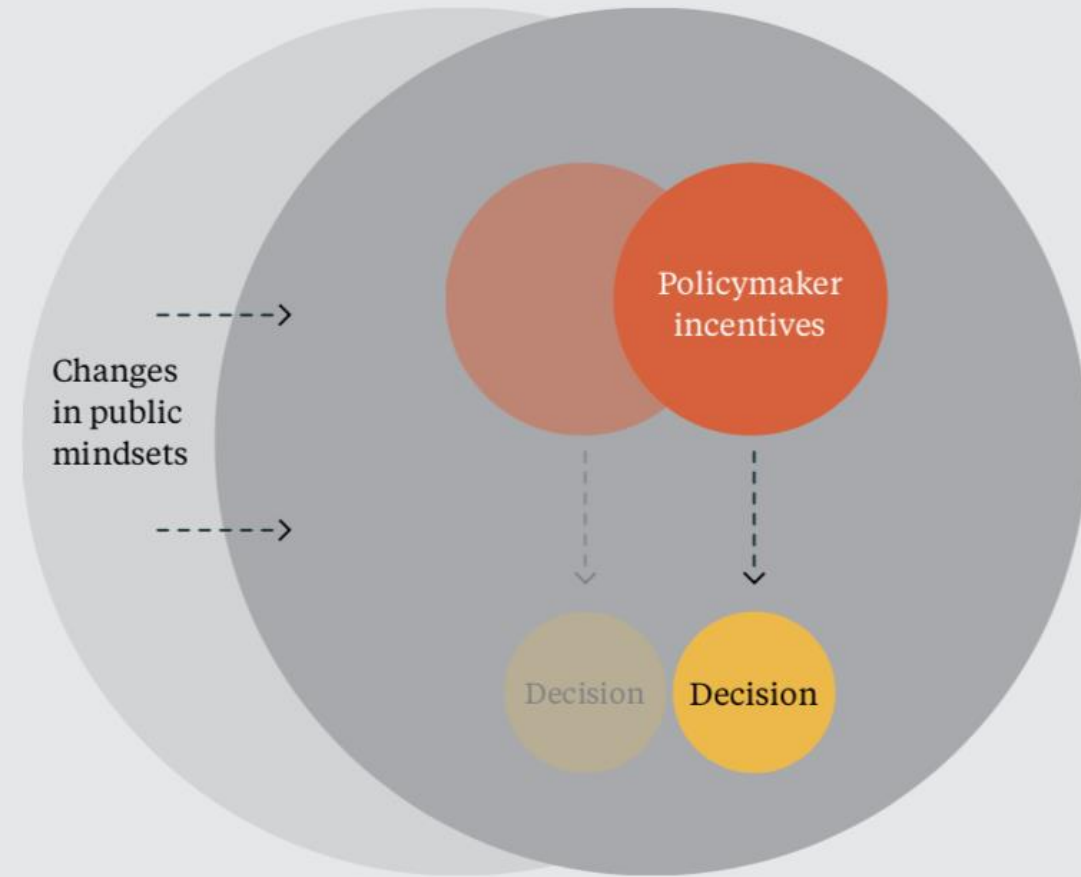 Policymaker
incentives
Changes
in public
mindsets
Decision
Decision